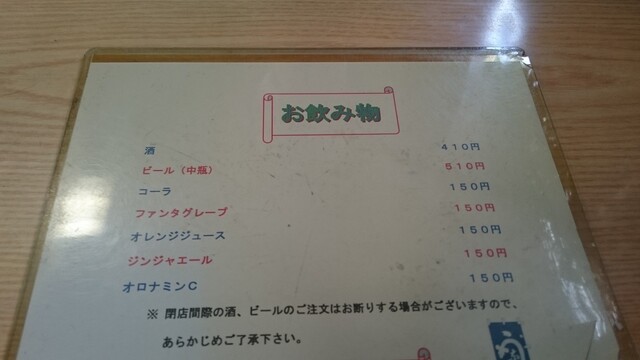 お飲み物
酒 410円
ビール（中瓶） 510円
コーラ 150円
ファンタグレープ 150円
オレンジジュース 150円
ジンジャエール 150円
オロナミンC 150円
※ 閉店間際の酒、ビールのご注文はお断りする場合がございますので、
あらかじめご了承下さい。